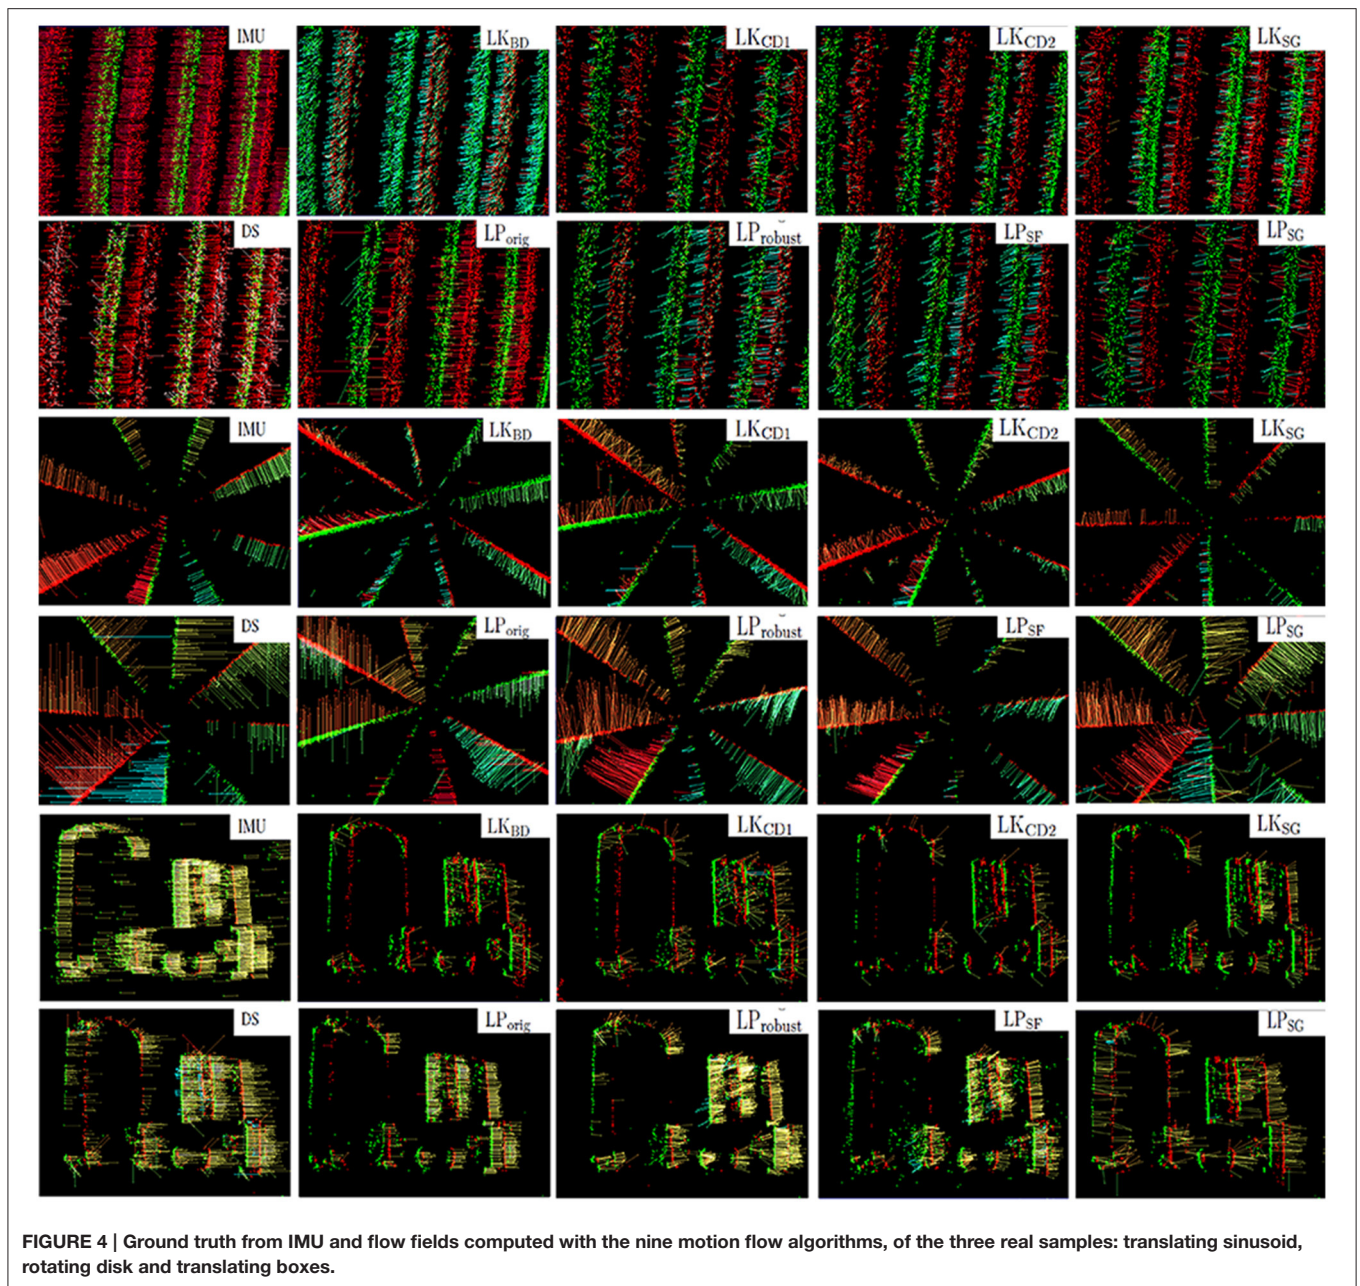 IMU
LKBD
LKCD1
LKCD2
LKSG
DS
LPorig
LProbust
LPSF
LPSG
IMU
LKBD
LKCD1
LKCD2
LKSG
DS
LPorig
LProbust
LPSF
LPSG
IMU
LKBD
LKCD1
LKCD2
LKSG
DS
LPorig
LProbust
LPSF
LPSG
FIGURE 4 | Ground truth from IMU and flow fields computed with the nine motion flow algorithms, of the three real samples: translating sinusoid,
rotating disk and translating boxes.